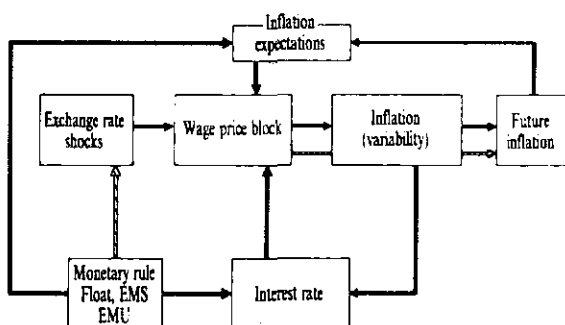 Inflation
expectations
Exchange rate
shocks
Wage price block
Inflation
(variability)
Future
inflation
Monetary rule
Float, EMS
EMU
Interest rate